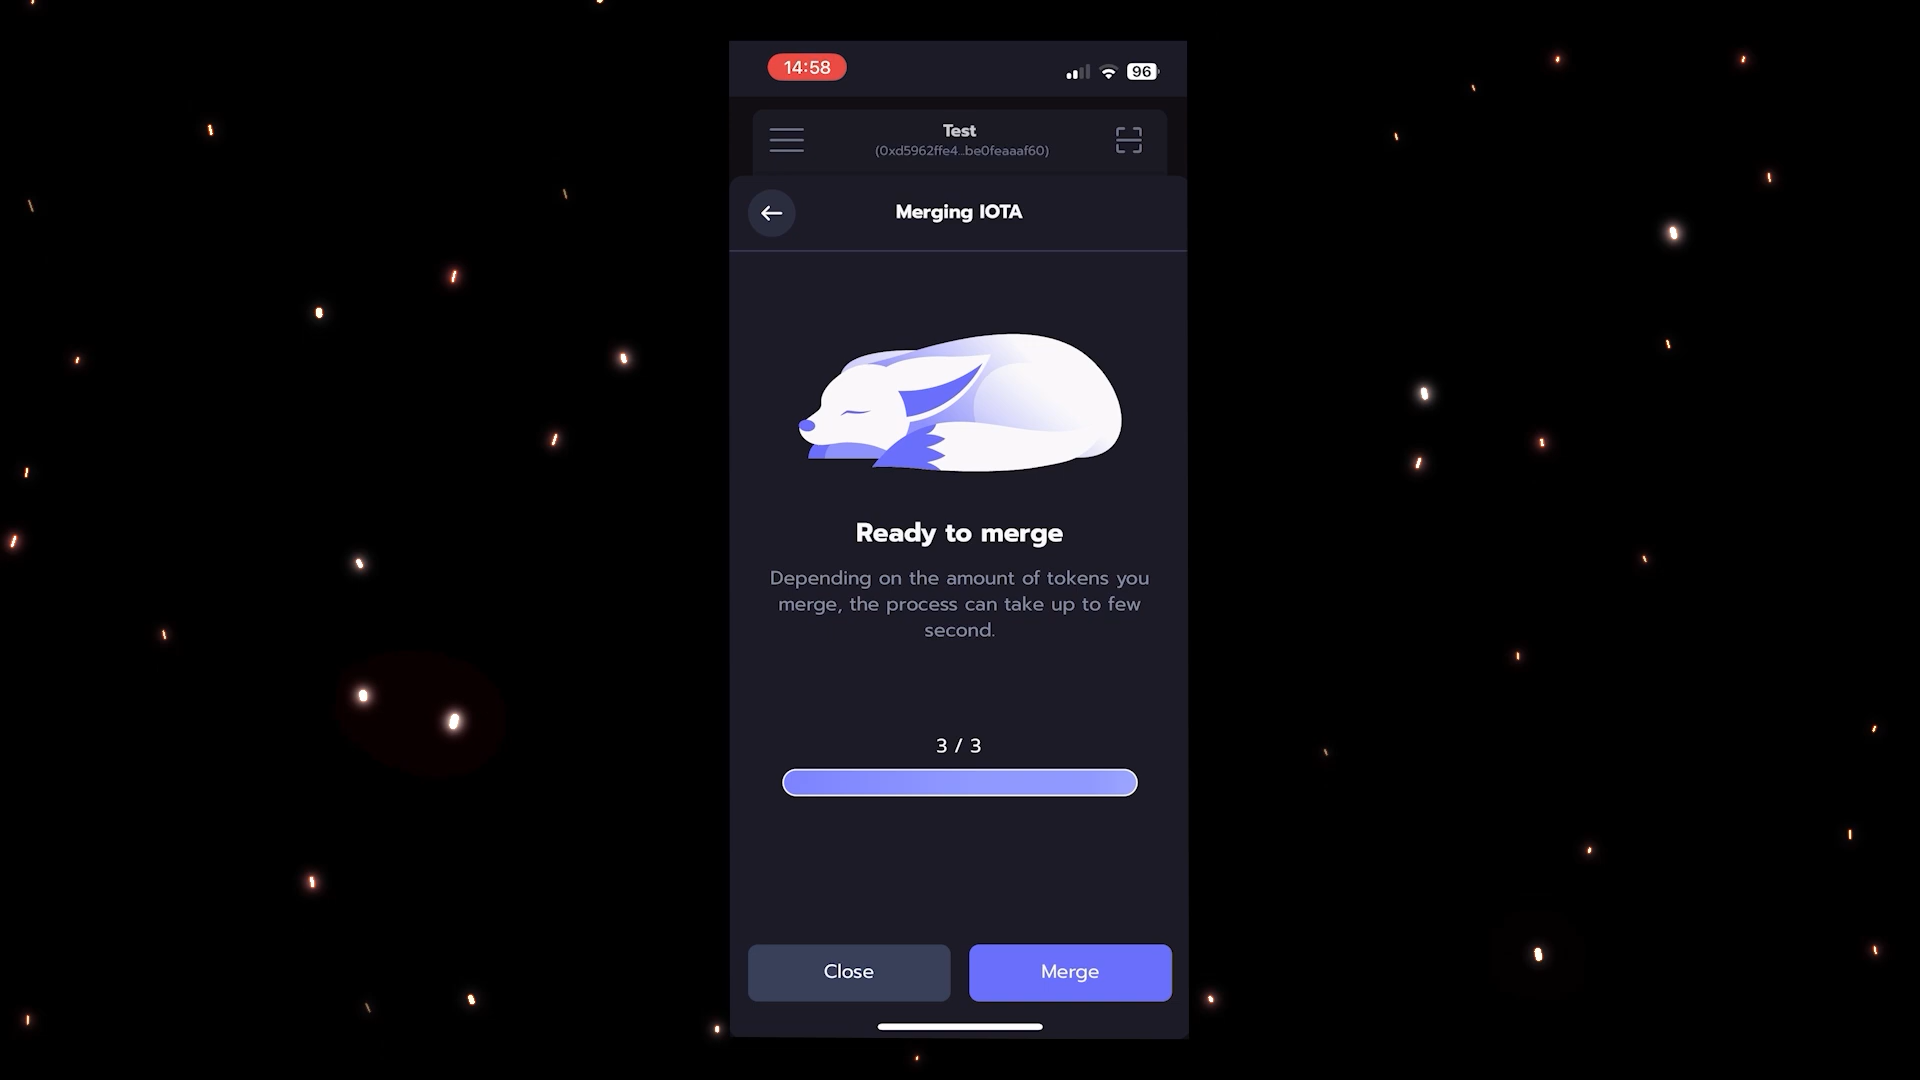 14:58
96
Test
(0xd5962ffe4...be0feaaaf60)
Merging IOTA
Ready to merge
Depending on the amount of tokens you
merge, the process can take up to few
second.
3 / 3
Close
Merge